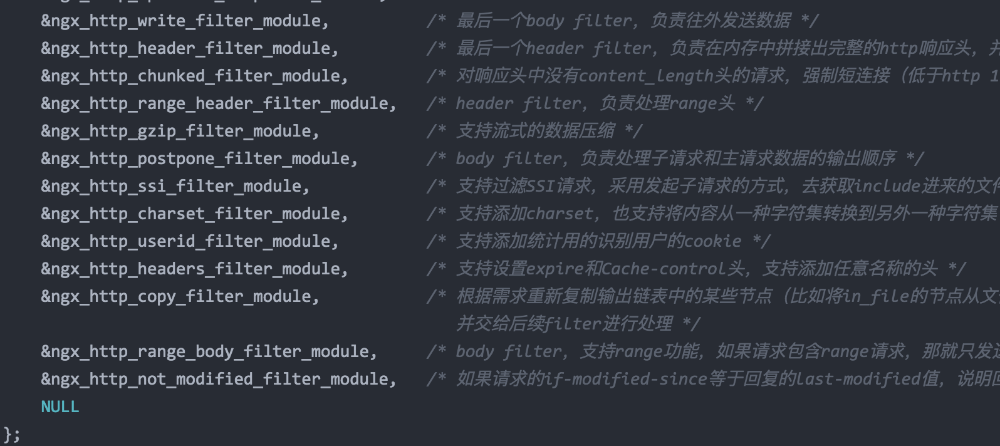 &ngx_http_write_filter_module, /* 最后一个body filter, 负责往外发送数据 */
&ngx_http_header_filter_module, /* 最后一个header filter, 负责在内存中拼接出完整的http响应头, 并
&ngx_http_chunked_filter_module, /* 对响应头中没有content_length头的请求, 强制短连接（低于http 1
&ngx_http_range_header_filter_module, /* header filter, 负责处理range头 */
&ngx_http_gzip_filter_module, /* 支持流式的数据压缩 */
&ngx_http_postpone_filter_module, /* body filter, 负责处理子请求和主请求数据的输出顺序 */
&ngx_http_ssi_filter_module, /* 支持过滤SSI请求, 采用发起子请求的方式, 去获取include进来的文件
&ngx_http_charset_filter_module, /* 支持添加charset, 也支持将内容从一种字符集转换到另外一种字符集
&ngx_http_userid_filter_module, /* 支持添加统计用的识别用户的cookie */
&ngx_http_headers_filter_module, /* 支持设置expire和Cache-control头, 支持添加任意名称的头 */
&ngx_http_copy_filter_module, /* 根据需求重新复制输出链表中的某些节点（比如将in_file的节点从文件
并交给后续filter进行处理 */
&ngx_http_range_body_filter_module, /* body filter, 支持range功能, 如果请求包含range请求, 那就只发送
&ngx_http_not_modified_filter_module, /* 如果请求的if-modified-since等于回复的last-modified值, 说明回
NULL
};